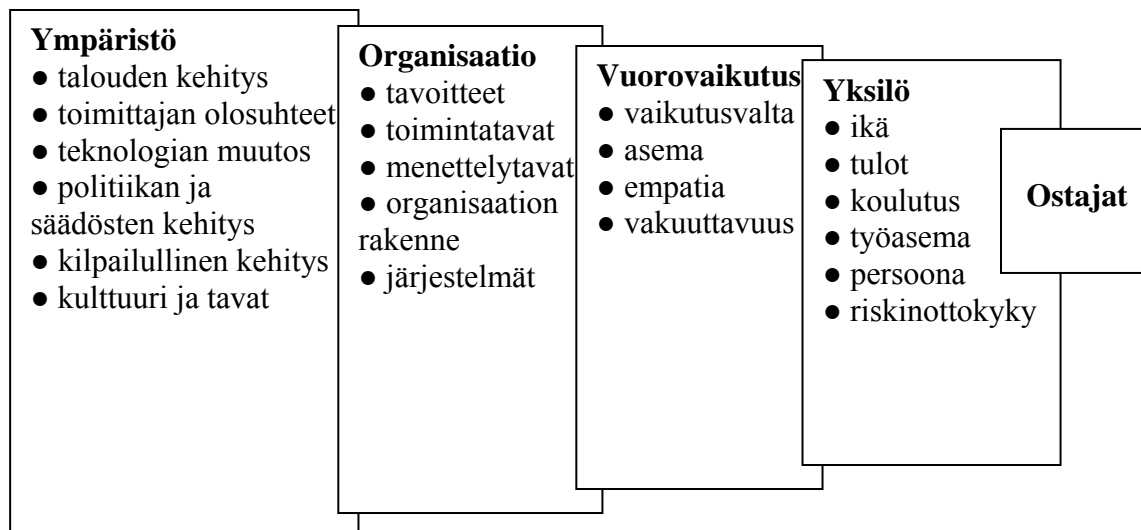 Ympäristö
● talouden kehitys
● toimittajan olosuhteet
● teknologian muutos
● politiikan ja
säädösten kehitys
● kilpailullinen kehitys
● kulttuuri ja tavat
Organisaatio
● tavoitteet
● toimintatavat
● menettelytavat
● organisaation
rakenne
● järjestelmät
Vuorovaikutus
● vaikutusvalta
● asema
● empatia
● vakuuttavuus
Yksilö
● ikä
● tulot
● koulutus
● työasema
● persoona
● riskinottokyky
Ostajat